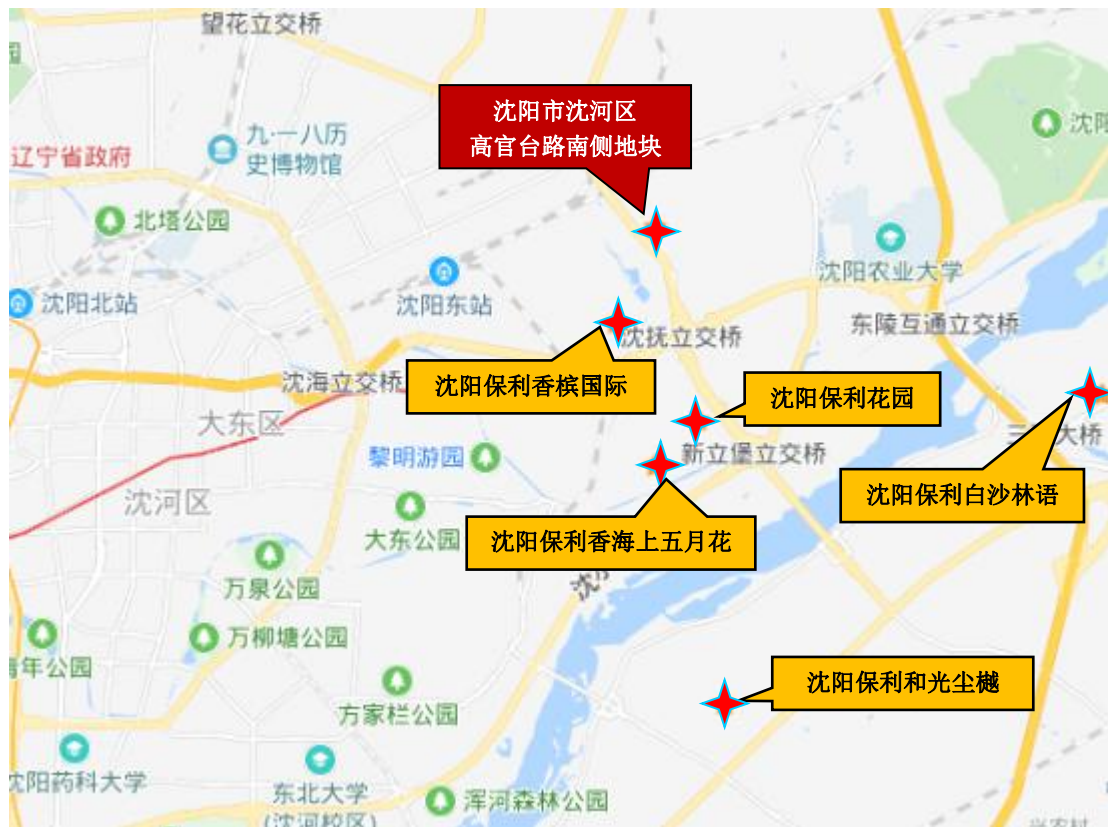 望花立交桥
沈阳市沈河区
高官台路南侧地块
九·一八历
史博物馆
辽宁省政府
北塔公园
沈阳农业大学
沈阳北站
沈阳东站
东陵互通立交桥
沈抚立交桥
沈海立交桥
沈阳保利香槟国际
沈阳保利花园
大东区
黎明游园
新立堡立交桥
大桥
沈河区
沈阳保利白沙林语
大东公园
沈阳保利香海上五月花
万泉公园
万柳塘公园
年公园
沈阳保利和光尘樾
方家栏公园
沈阳药科大学
东北大学
(沈河校区)
浑河森林公园